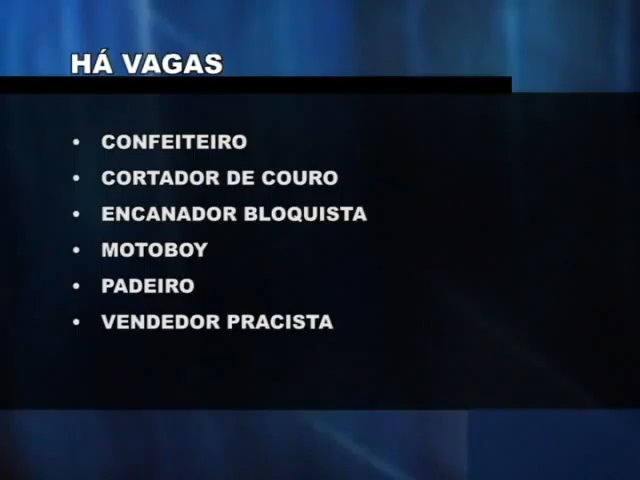 HÁ VAGAS
• CONFEITEIRO
• CORTADOR DE COURO
• ENCANADOR BLOQUISTA
• MOTOBOY
• PADEIRO
• VENDEDOR PRACISTA